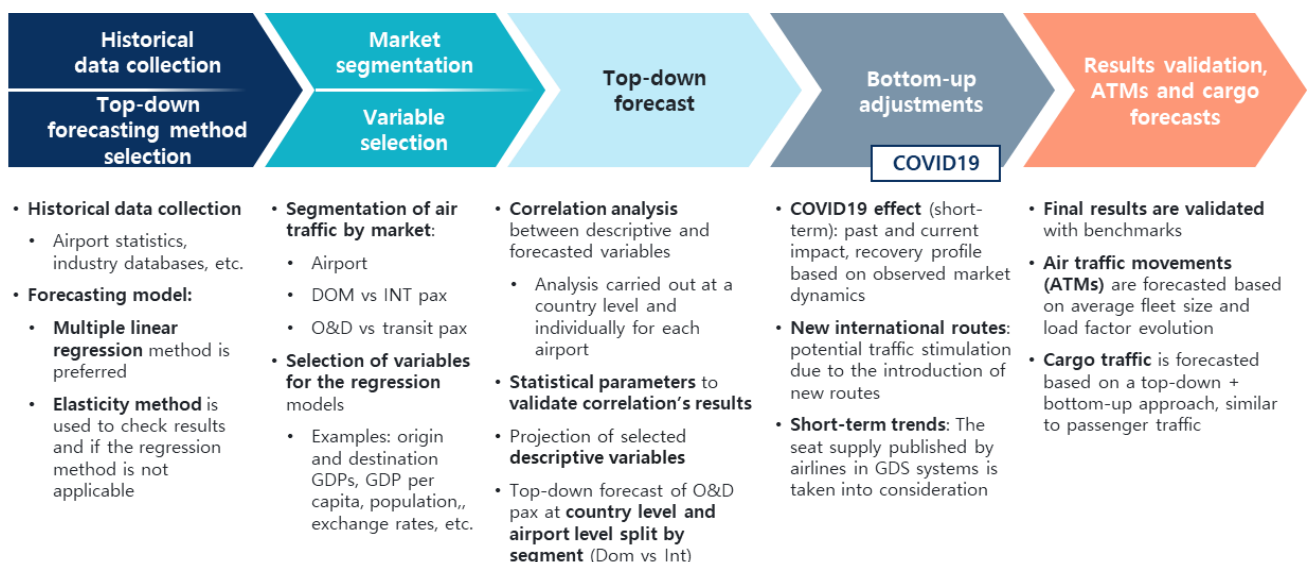 Historical
data collection
Top-down
forecasting method
selection
Market
segmentation
Variable
selection
Top-down
forecast
Bottom-up
adjustments
COVID19
Results validation,
ATMs and cargo
forecasts
• Historical data collection
• Airport statistics,
industry databases, etc.
• Forecasting model:
• Multiple linear
regression method is
preferred
• Elasticity method is
used to check results
and if the regression
method is not
applicable
• Segmentation of air
traffic by market:
• Airport
• DOM vs INT pax
• O&D vs transit pax
• Selection of variables
for the regression
models
• Examples: origin
and destination
GDPs, GDP per
capita, population,,
exchange rates, etc.
• Correlation analysis
between descriptive and
forecasted variables
• Analysis carried out at a
country level and
individually for each
airport
• Statistical parameters to
validate correlation's results
• Projection of selected
descriptive variables
• Top-down forecast of O&D
pax at country level and
airport level split by
segment (Dom vs Int)
• COVID19 effect (short-
term): past and current
impact, recovery profile
based on observed market
dynamics
• New international routes:
potential traffic stimulation
due to the introduction of
new routes
• Short-term trends: The
seat supply published by
airlines in GDS systems is
taken into consideration
• Final results are validated
with benchmarks
• Air traffic movements
(ATMs) are forecasted based
on average fleet size and
load factor evolution
• Cargo traffic is forecasted
based on a top-down +
bottom-up approach, similar
to passenger traffic